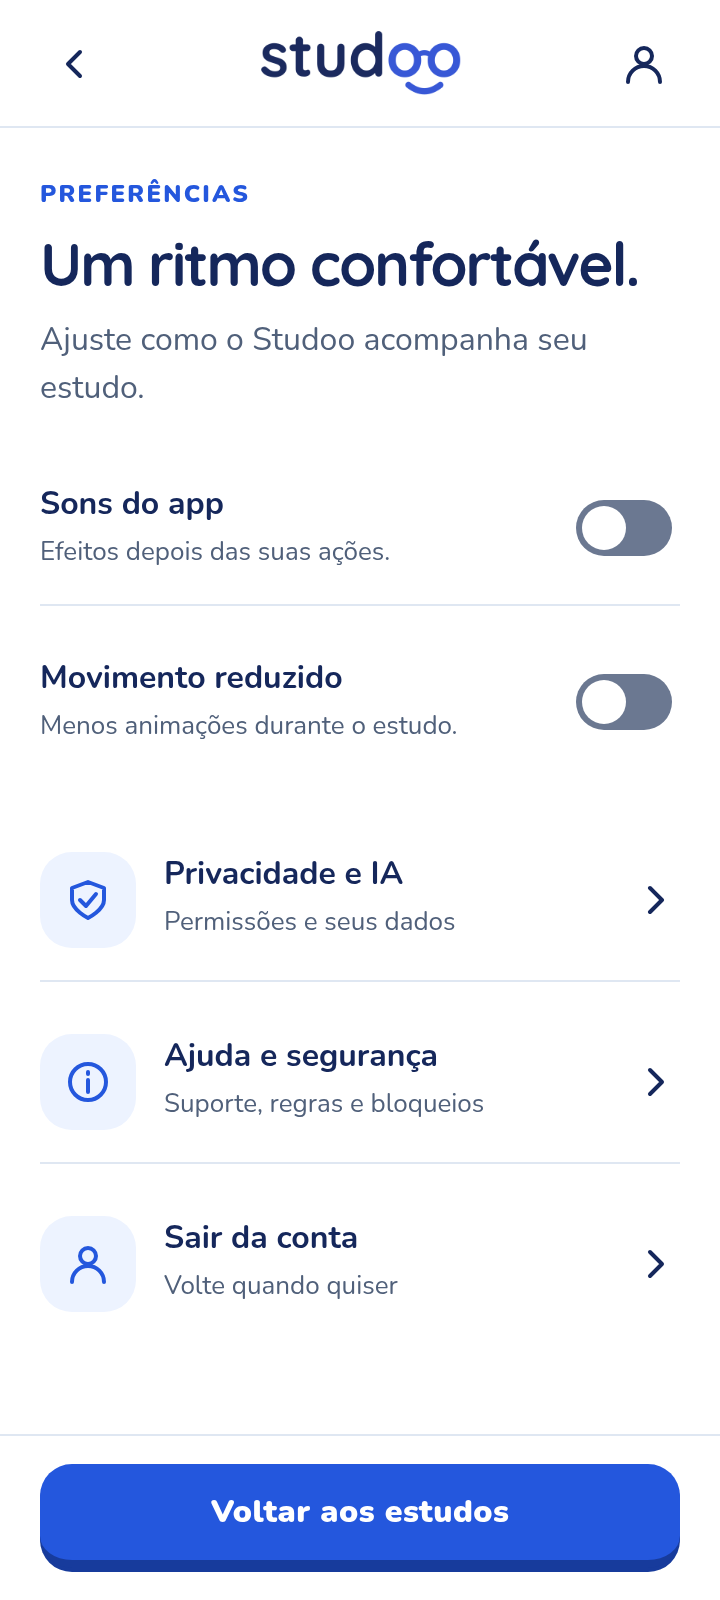 studoo
PREFERÊNCIAS
Um ritmo confortável.
Ajuste como o Studoo acompanha seu
estudo.
Sons do app
Efeitos depois das suas ações.
Movimento reduzido
Menos animações durante o estudo.
Privacidade e IA
Permissões e seus dados
Ajuda e segurança
Suporte, regras e bloqueios
Sair da conta
Volte quando quiser
Voltar aos estudos